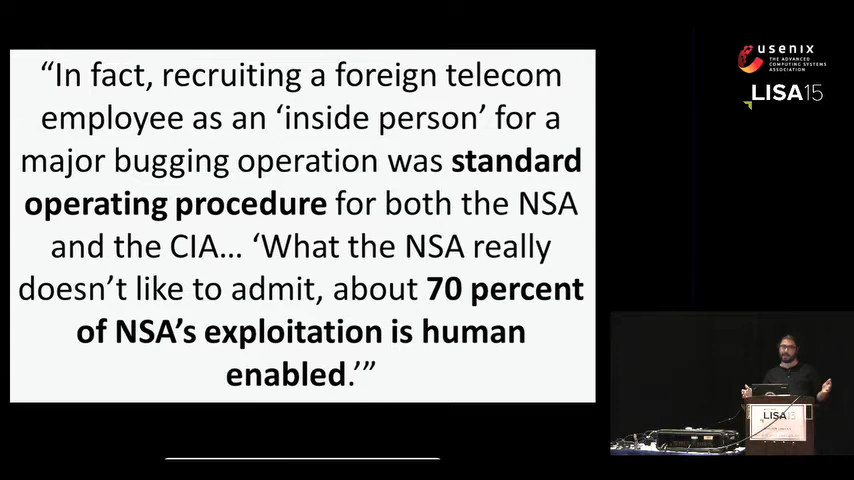 “In fact, recruiting a foreign telecom
employee as an ‘inside person’ for a
major bugging operation was standard
operating procedure for both the NSA
and the CIA… ‘What the NSA really
doesn’t like to admit, about 70 percent
of NSA’s exploitation is human
enabled.’”
usenix
THE ADVANCED
COMPUTING SYSTEMS
ASSOCIATION
LISA15
LISA15